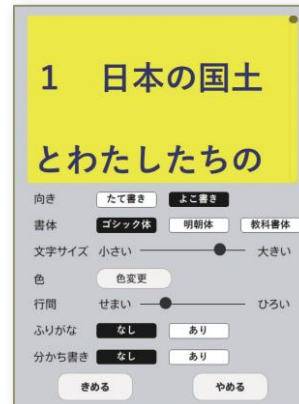 1　日本の国土
とわたしたちの
向き　たて書き　よこ書き
書体　ゴシック体　明朝体　教科書体
文字サイズ　小さい　大きい
色　色変更
行間　せまい　ひろい
ふりがな　なし　あり
分かち書き　なし　あり
きめる　やめる